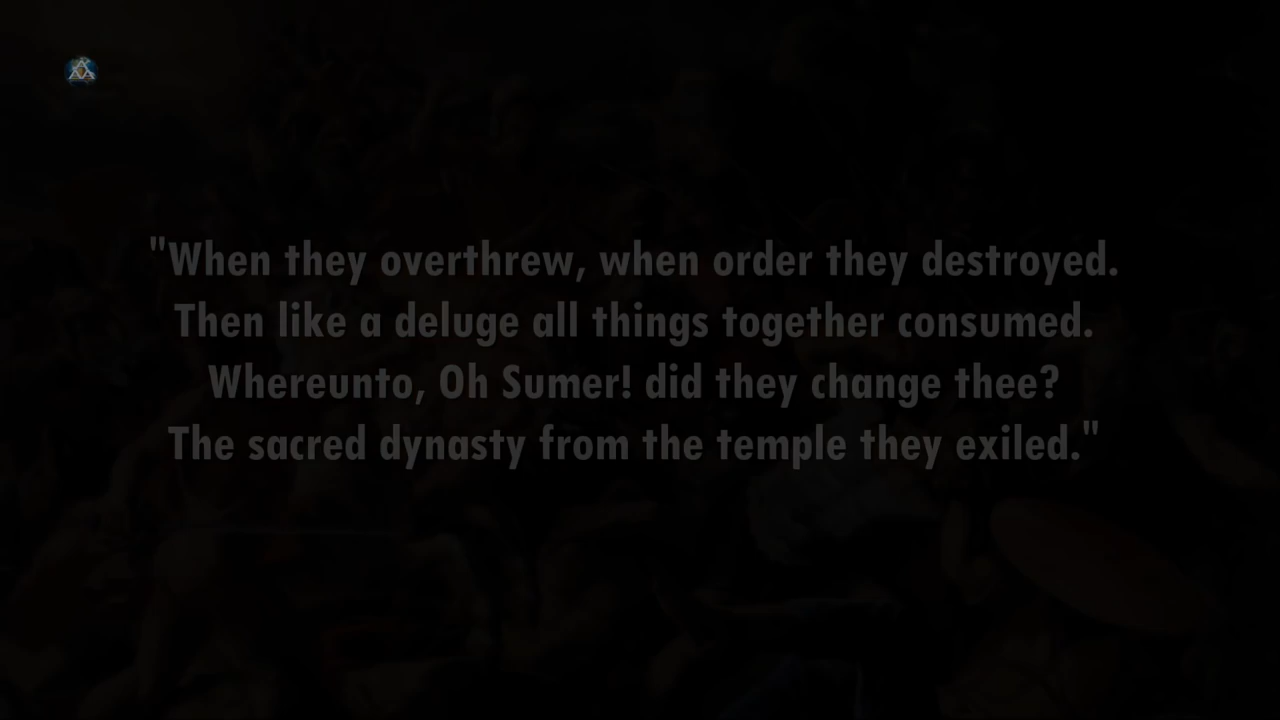 "When they overthrew, when order they destroyed.
Then like a deluge all things together consumed.
Whereunto, Oh Sumer! did they change thee?
The sacred dynasty from the temple they exiled."